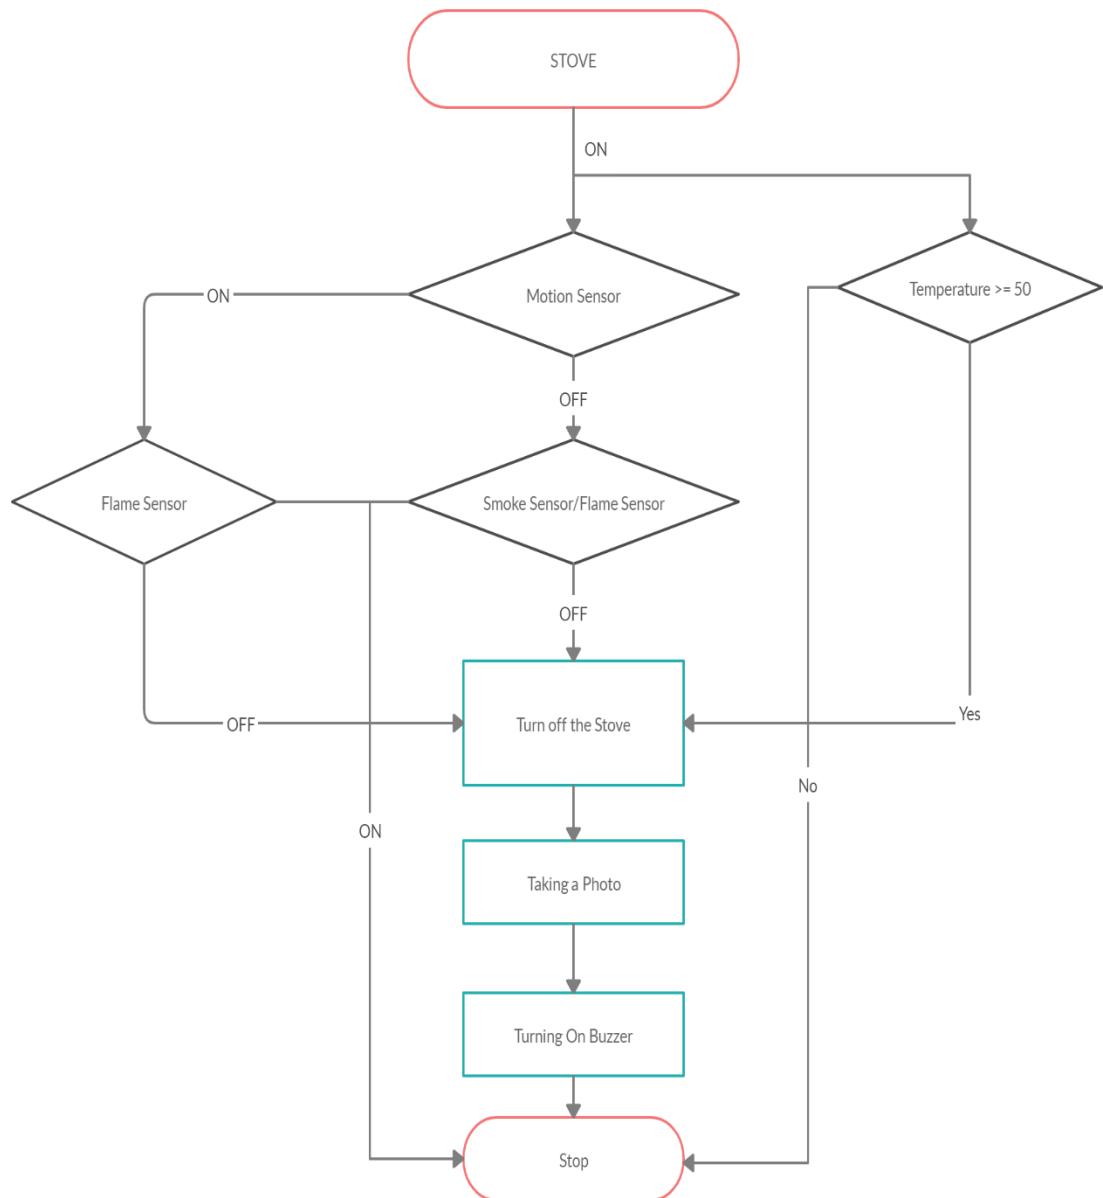 STOVE
ON
Motion Sensor
Temperature >= 50
ON
OFF
Flame Sensor
Smoke Sensor/Flame Sensor
OFF
Turn off the Stove
OFF
Yes
No
ON
Taking a Photo
Turning On Buzzer
Stop